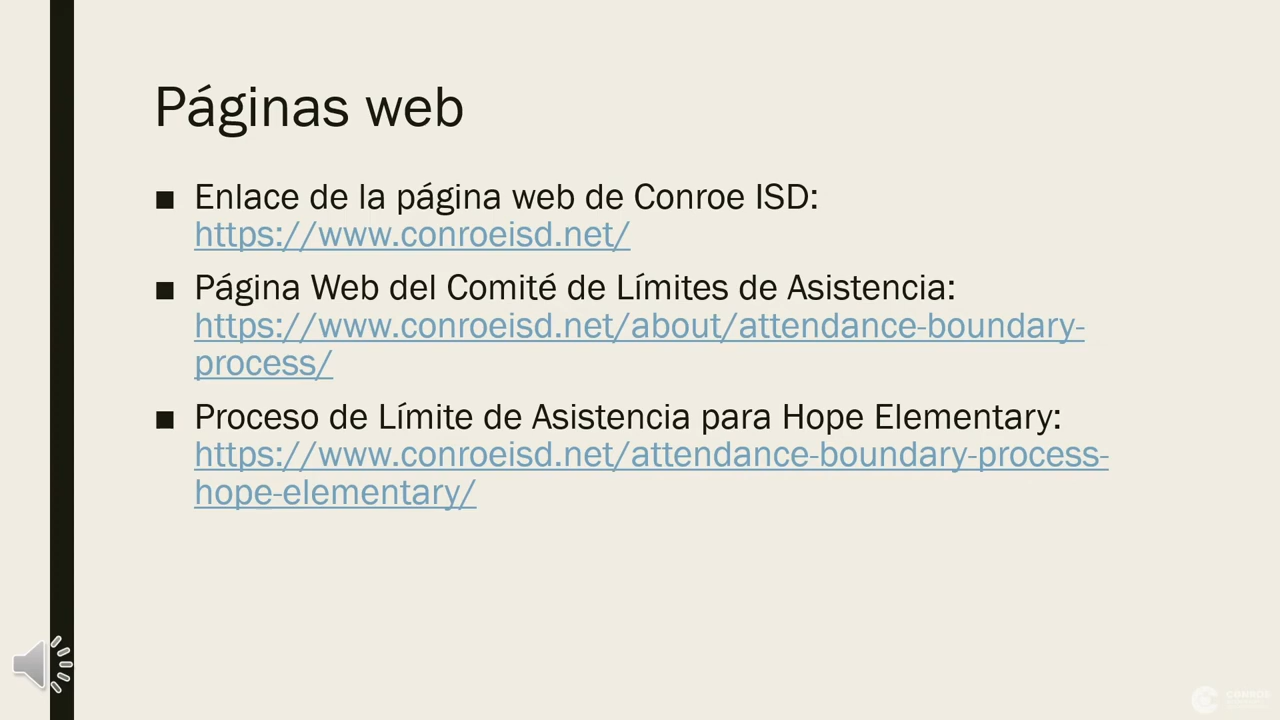 Páginas web
■ Enlace de la página web de Conroe ISD:
https://www.conroeisd.net/
■ Página Web del Comité de Límites de Asistencia:
https://www.conroeisd.net/about/attendance-boundary-
process/
■ Proceso de Límite de Asistencia para Hope Elementary:
https://www.conroeisd.net/attendance-boundary-process-
hope-elementary/
CONROE